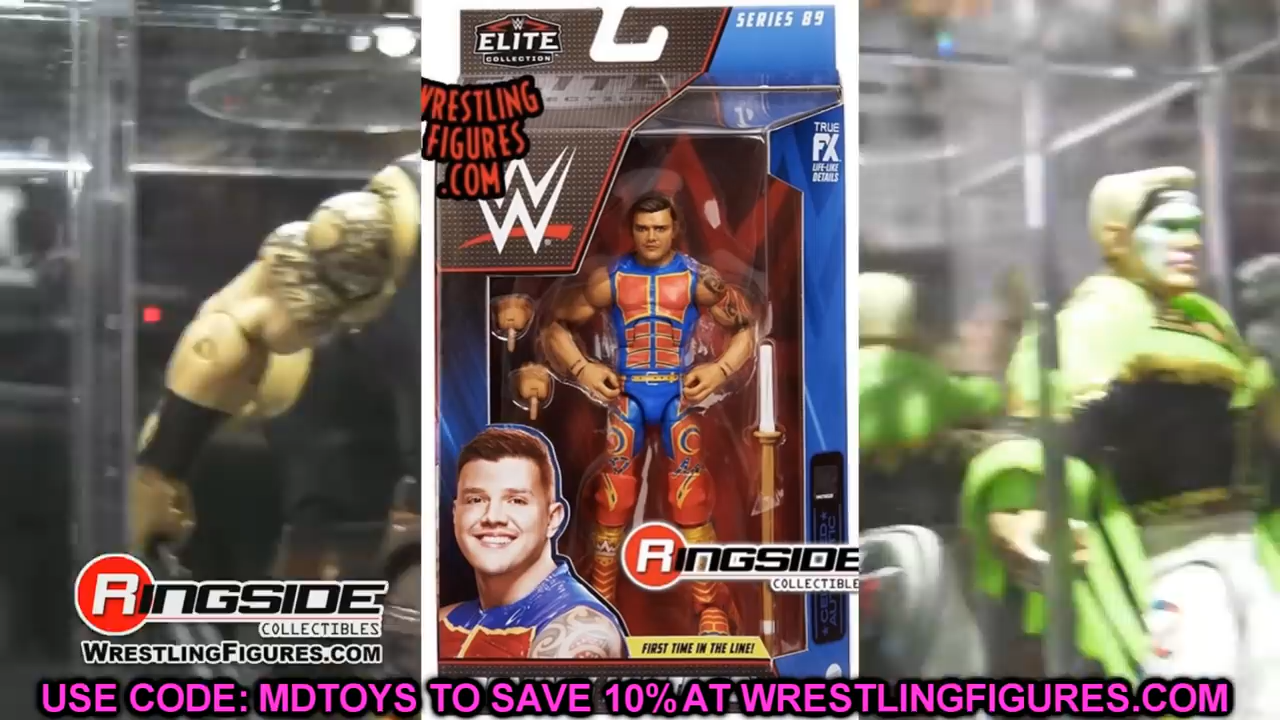 ELITE
COLLECTION
SERIES 89
WRESTLING
FIGURES
.COM
TRUE
FX
LIFE-LIKE
DETAILS
W
RINGSIDE
COLLECTIBLES
WRESTLINGFIGURES.COM
RINGSIDE
COLLECTIBLE
FIRST TIME IN THE LINE!
USE CODE: MDTOYS TO SAVE 10% AT WRESTLINGFIGURES.COM